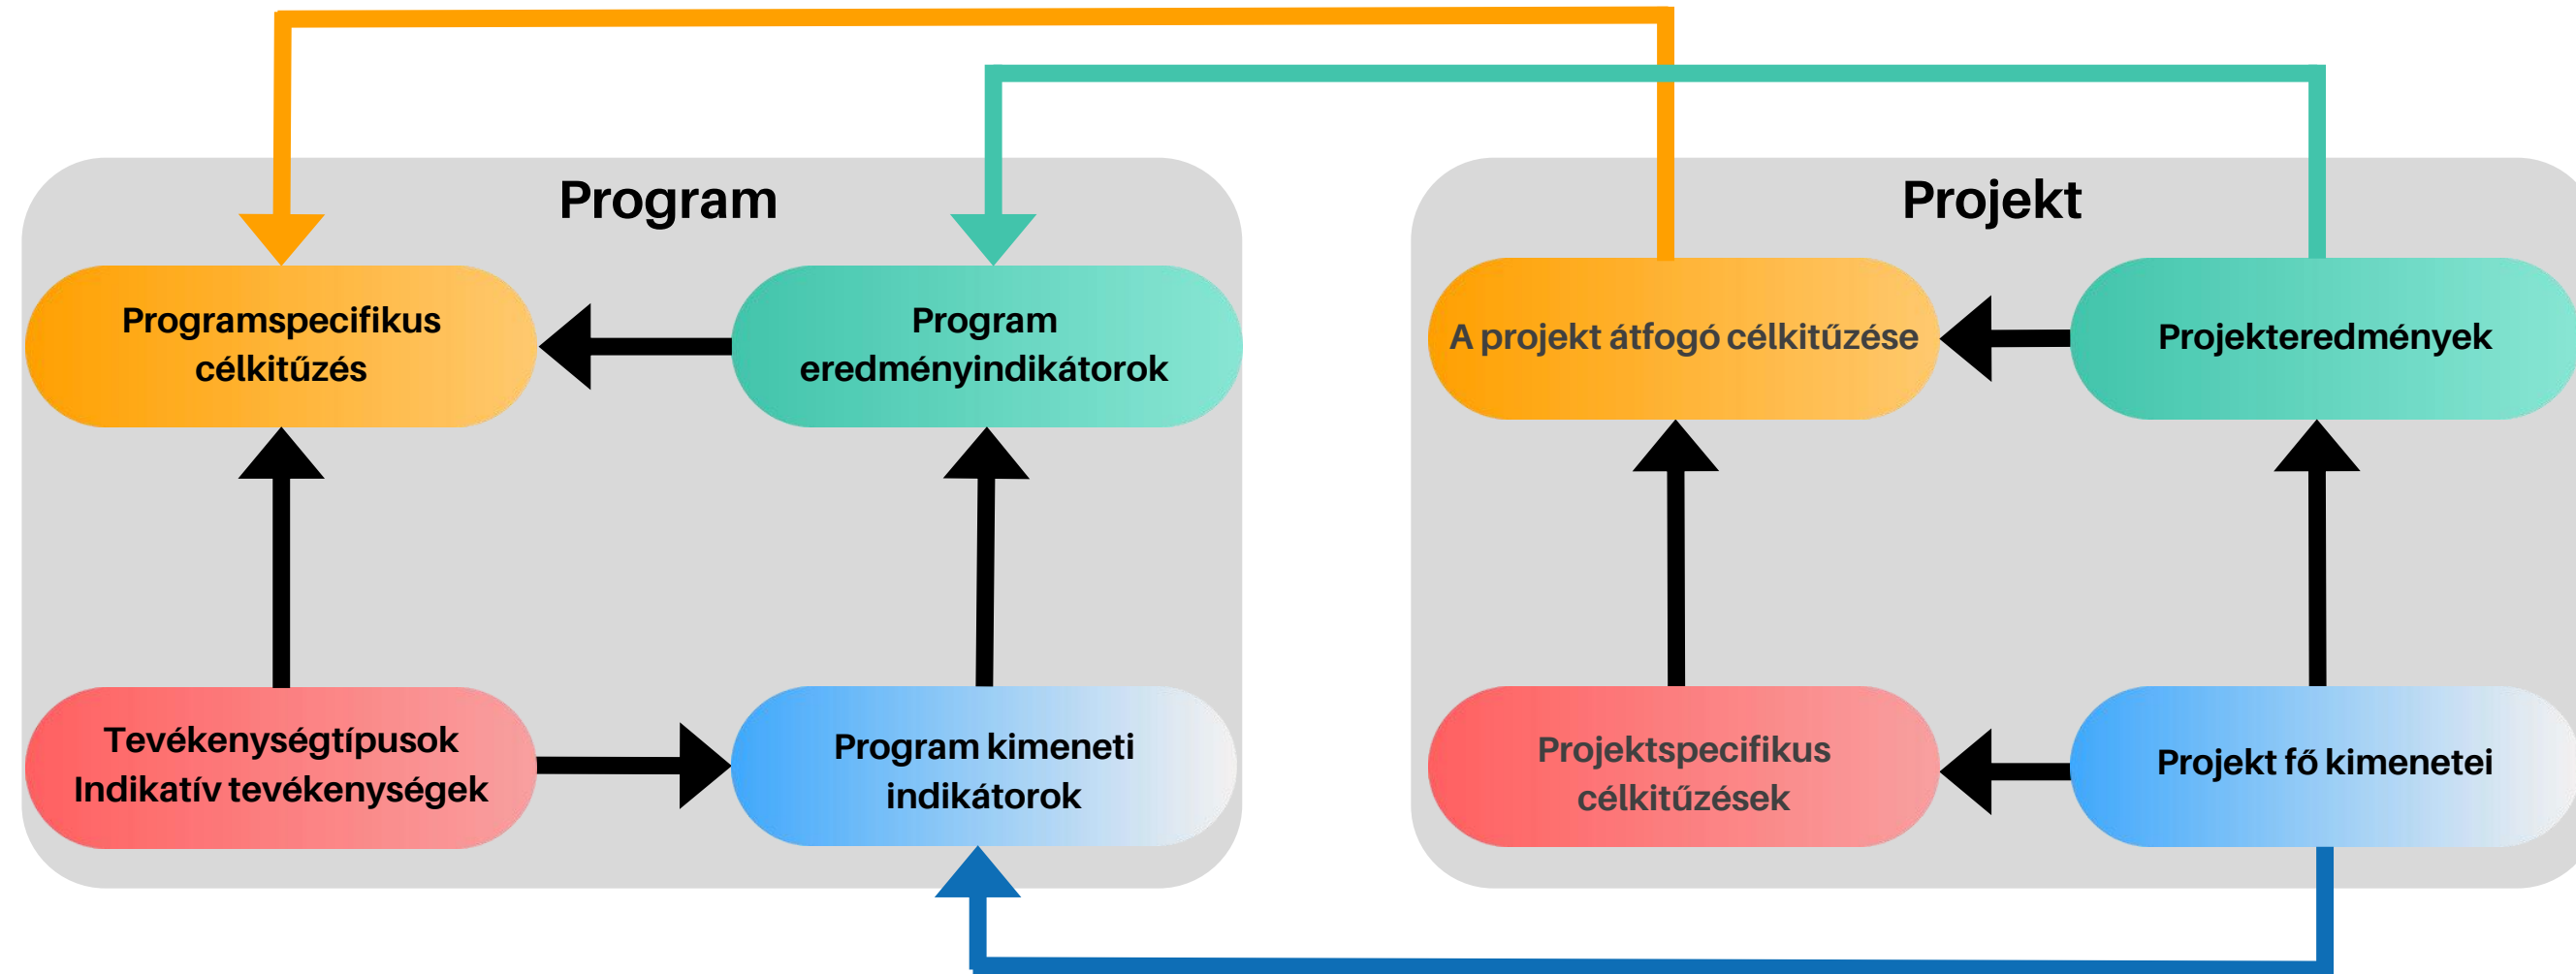 Program
Programspecifikus
célkitűzés
Program
eredményindikátorok
Tevékenységtípusok
Indikatív tevékenységek
Program kimeneti
indikátorok
Projekt
A projekt átfogó célkitűzése
Projekteredmények
Projektspecifikus
célkitűzések
Projekt fő kimenetei